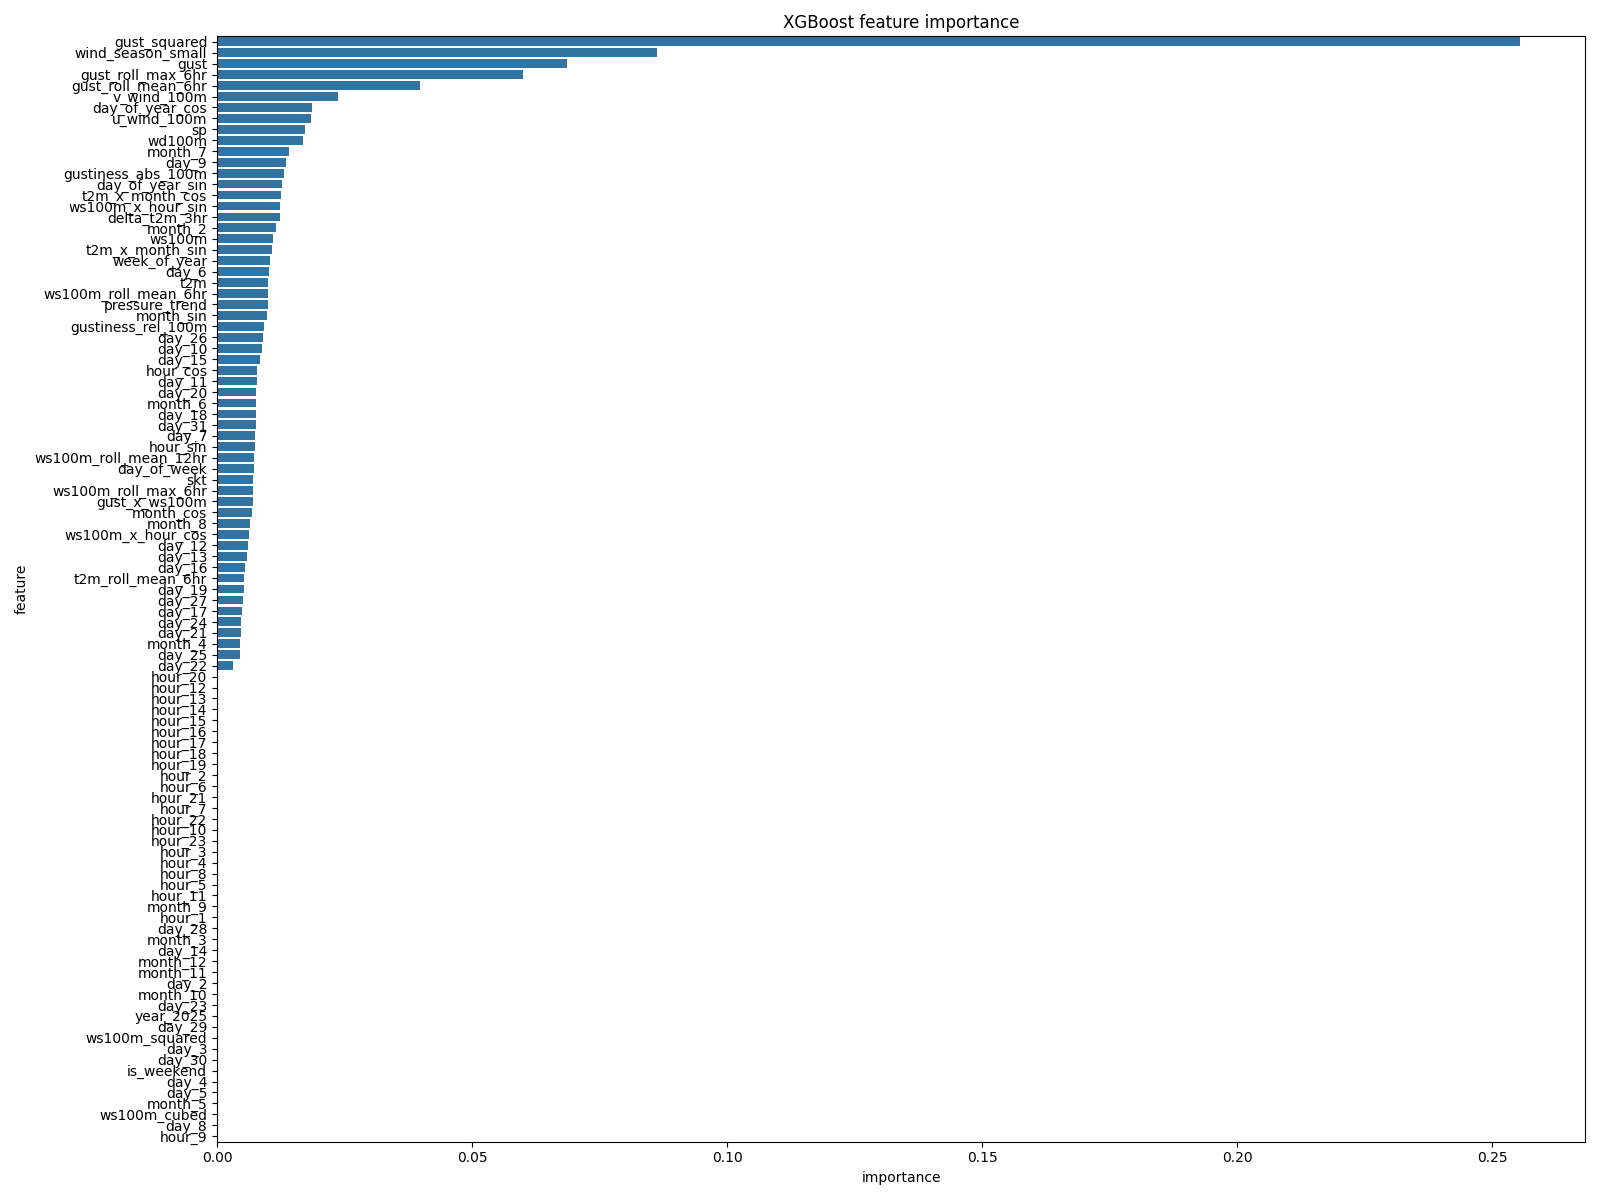 XGBoost feature importance
gust_squared
wind_season_small
gust
gust_roll_max_6hr
gust_roll_mean_6hr
v_wind_100m
day_of_year_cos
u_wind_100m
sp
wd100m
month_7
day_9
gustiness_abs_100m
day_of_year_sin
t2m_x_month_cos
ws100m_x_hour_sin
delta_t2m_3hr
month_2
ws100m
t2m_x_month_sin
week_of_year
day_6
t2m
ws100m_roll_mean_6hr
pressure_trend
month_sin
gustiness_rel_100m
day_26
day_10
day_15
hour_cos
day_11
day_20
month_6
day_18
day_31
day_7
hour_sin
ws100m_roll_mean_12hr
day_of_week
skt
ws100m_roll_max_6hr
gust_x_ws100m
month_cos
month_8
ws100m_x_hour_cos
day_12
day_13
day_16
t2m_roll_mean_6hr
day_19
day_27
day_17
day_24
day_21
month_4
day_25
day_22
hour_20
hour_12
hour_13
hour_14
hour_15
hour_16
hour_17
hour_18
hour_19
hour_2
hour_6
hour_21
hour_7
hour_22
hour_10
hour_23
hour_3
hour_4
hour_8
hour_5
hour_11
month_9
hour_1
day_28
month_3
day_14
month_12
month_11
day_2
month_10
day_23
year_2025
day_29
ws100m_squared
day_3
day_30
is_weekend
day_4
day_5
month_5
ws100m_cubed
day_8
hour_9
feature
0.00 0.05 0.10 0.15 0.20 0.25
importance